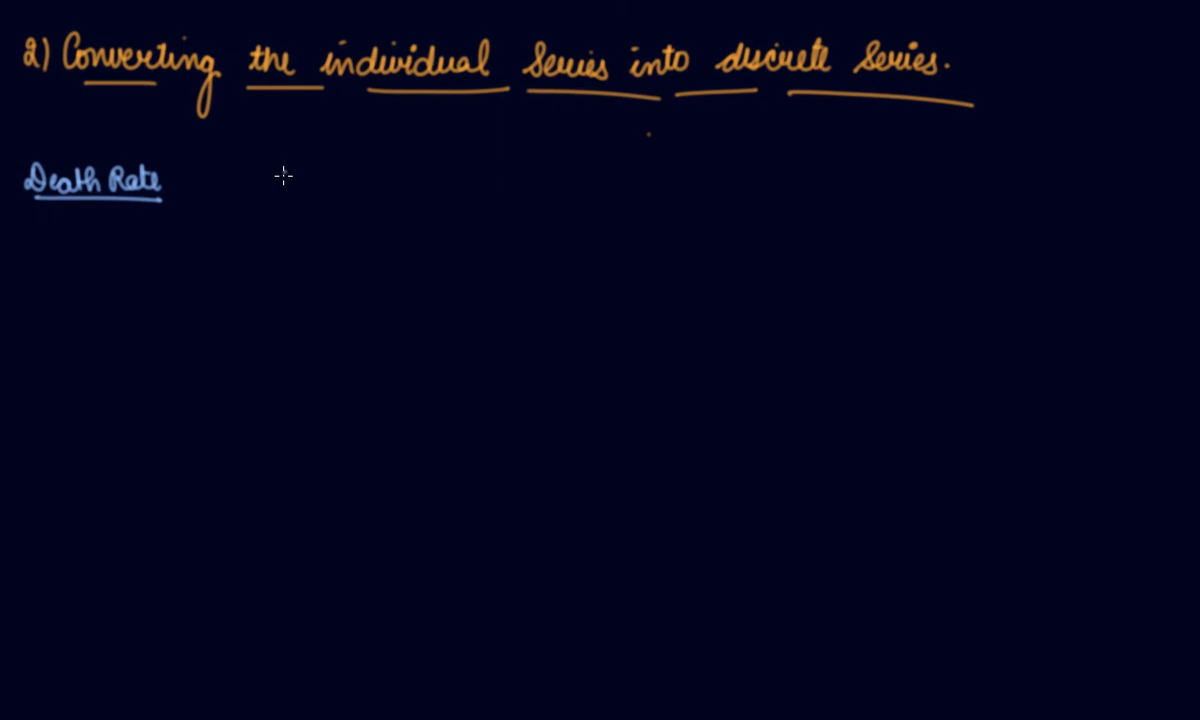 2) Converting the individual Series into discrete Series.
Death Rate